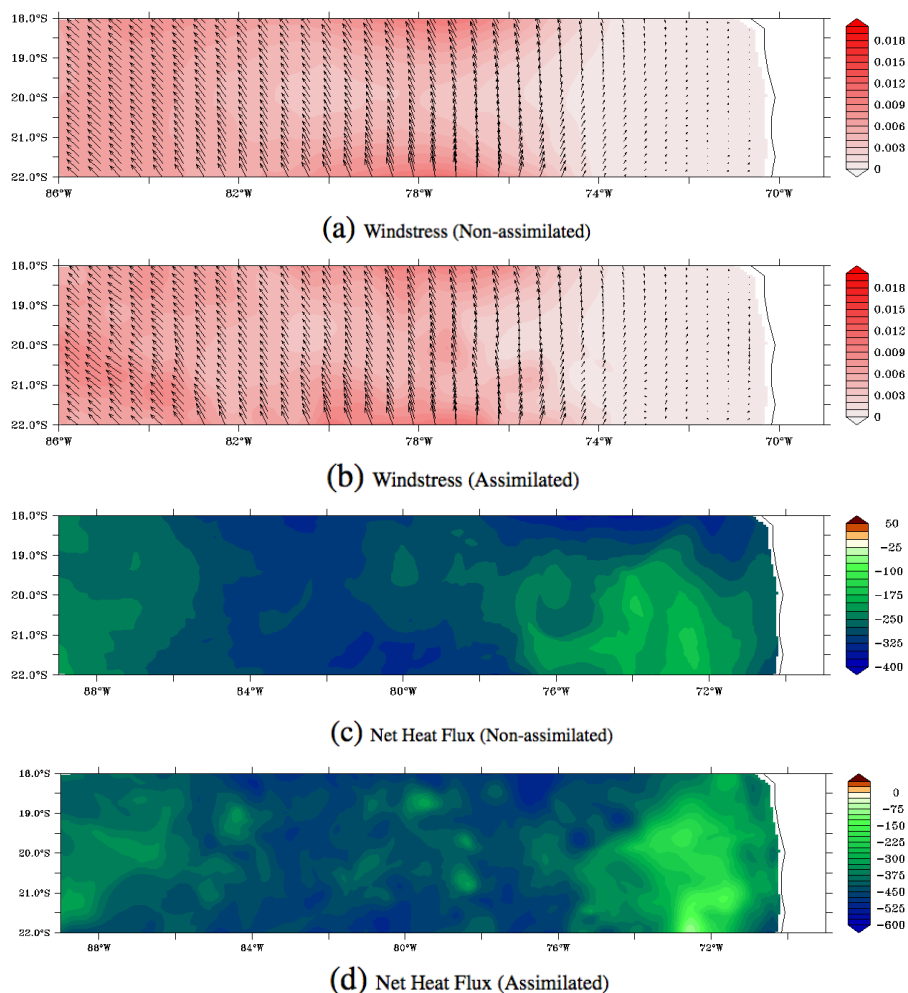 18.0°S
19.0°S
20.0°S
21.0°S
22.0°S
86°W 82°W 78°W 74°W 70°W
0.018
0.015
0.012
0.009
0.006
0.003
0
(a) Windstress (Non-assimilated)
18.0°S
19.0°S
20.0°S
21.0°S
22.0°S
86°W 82°W 78°W 74°W 70°W
0.018
0.015
0.012
0.009
0.006
0.003
0
(b) Windstress (Assimilated)
18.0°S
19.0°S
20.0°S
21.0°S
22.0°S
88°W 84°W 80°W 76°W 72°W
50
-25
-100
-175
-250
-325
-400
(c) Net Heat Flux (Non-assimilated)
18.0°S
19.0°S
20.0°S
21.0°S
22.0°S
88°W 84°W 80°W 76°W 72°W
0
-75
-150
-225
-300
-375
-450
-525
-600
(d) Net Heat Flux (Assimilated)